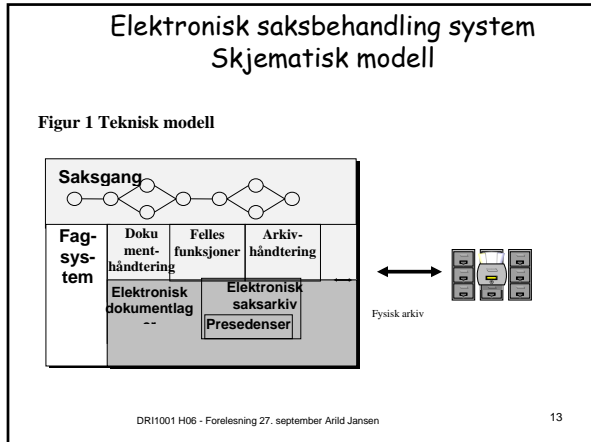 Elektronisk saksbehandling system
Skjematisk modell
Figur 1 Teknisk modell
Saksgang
Fag-
sys-
tem
Doku
ment-
håndtering
Felles
funksjoner
Arkiv-
håndtering
Elektronisk
dokumentlag
Elektronisk
saksarkiv
Presedenser
Fysisk arkiv
DRI1001 H06 - Forelesning 27. september Arild Jansen
13